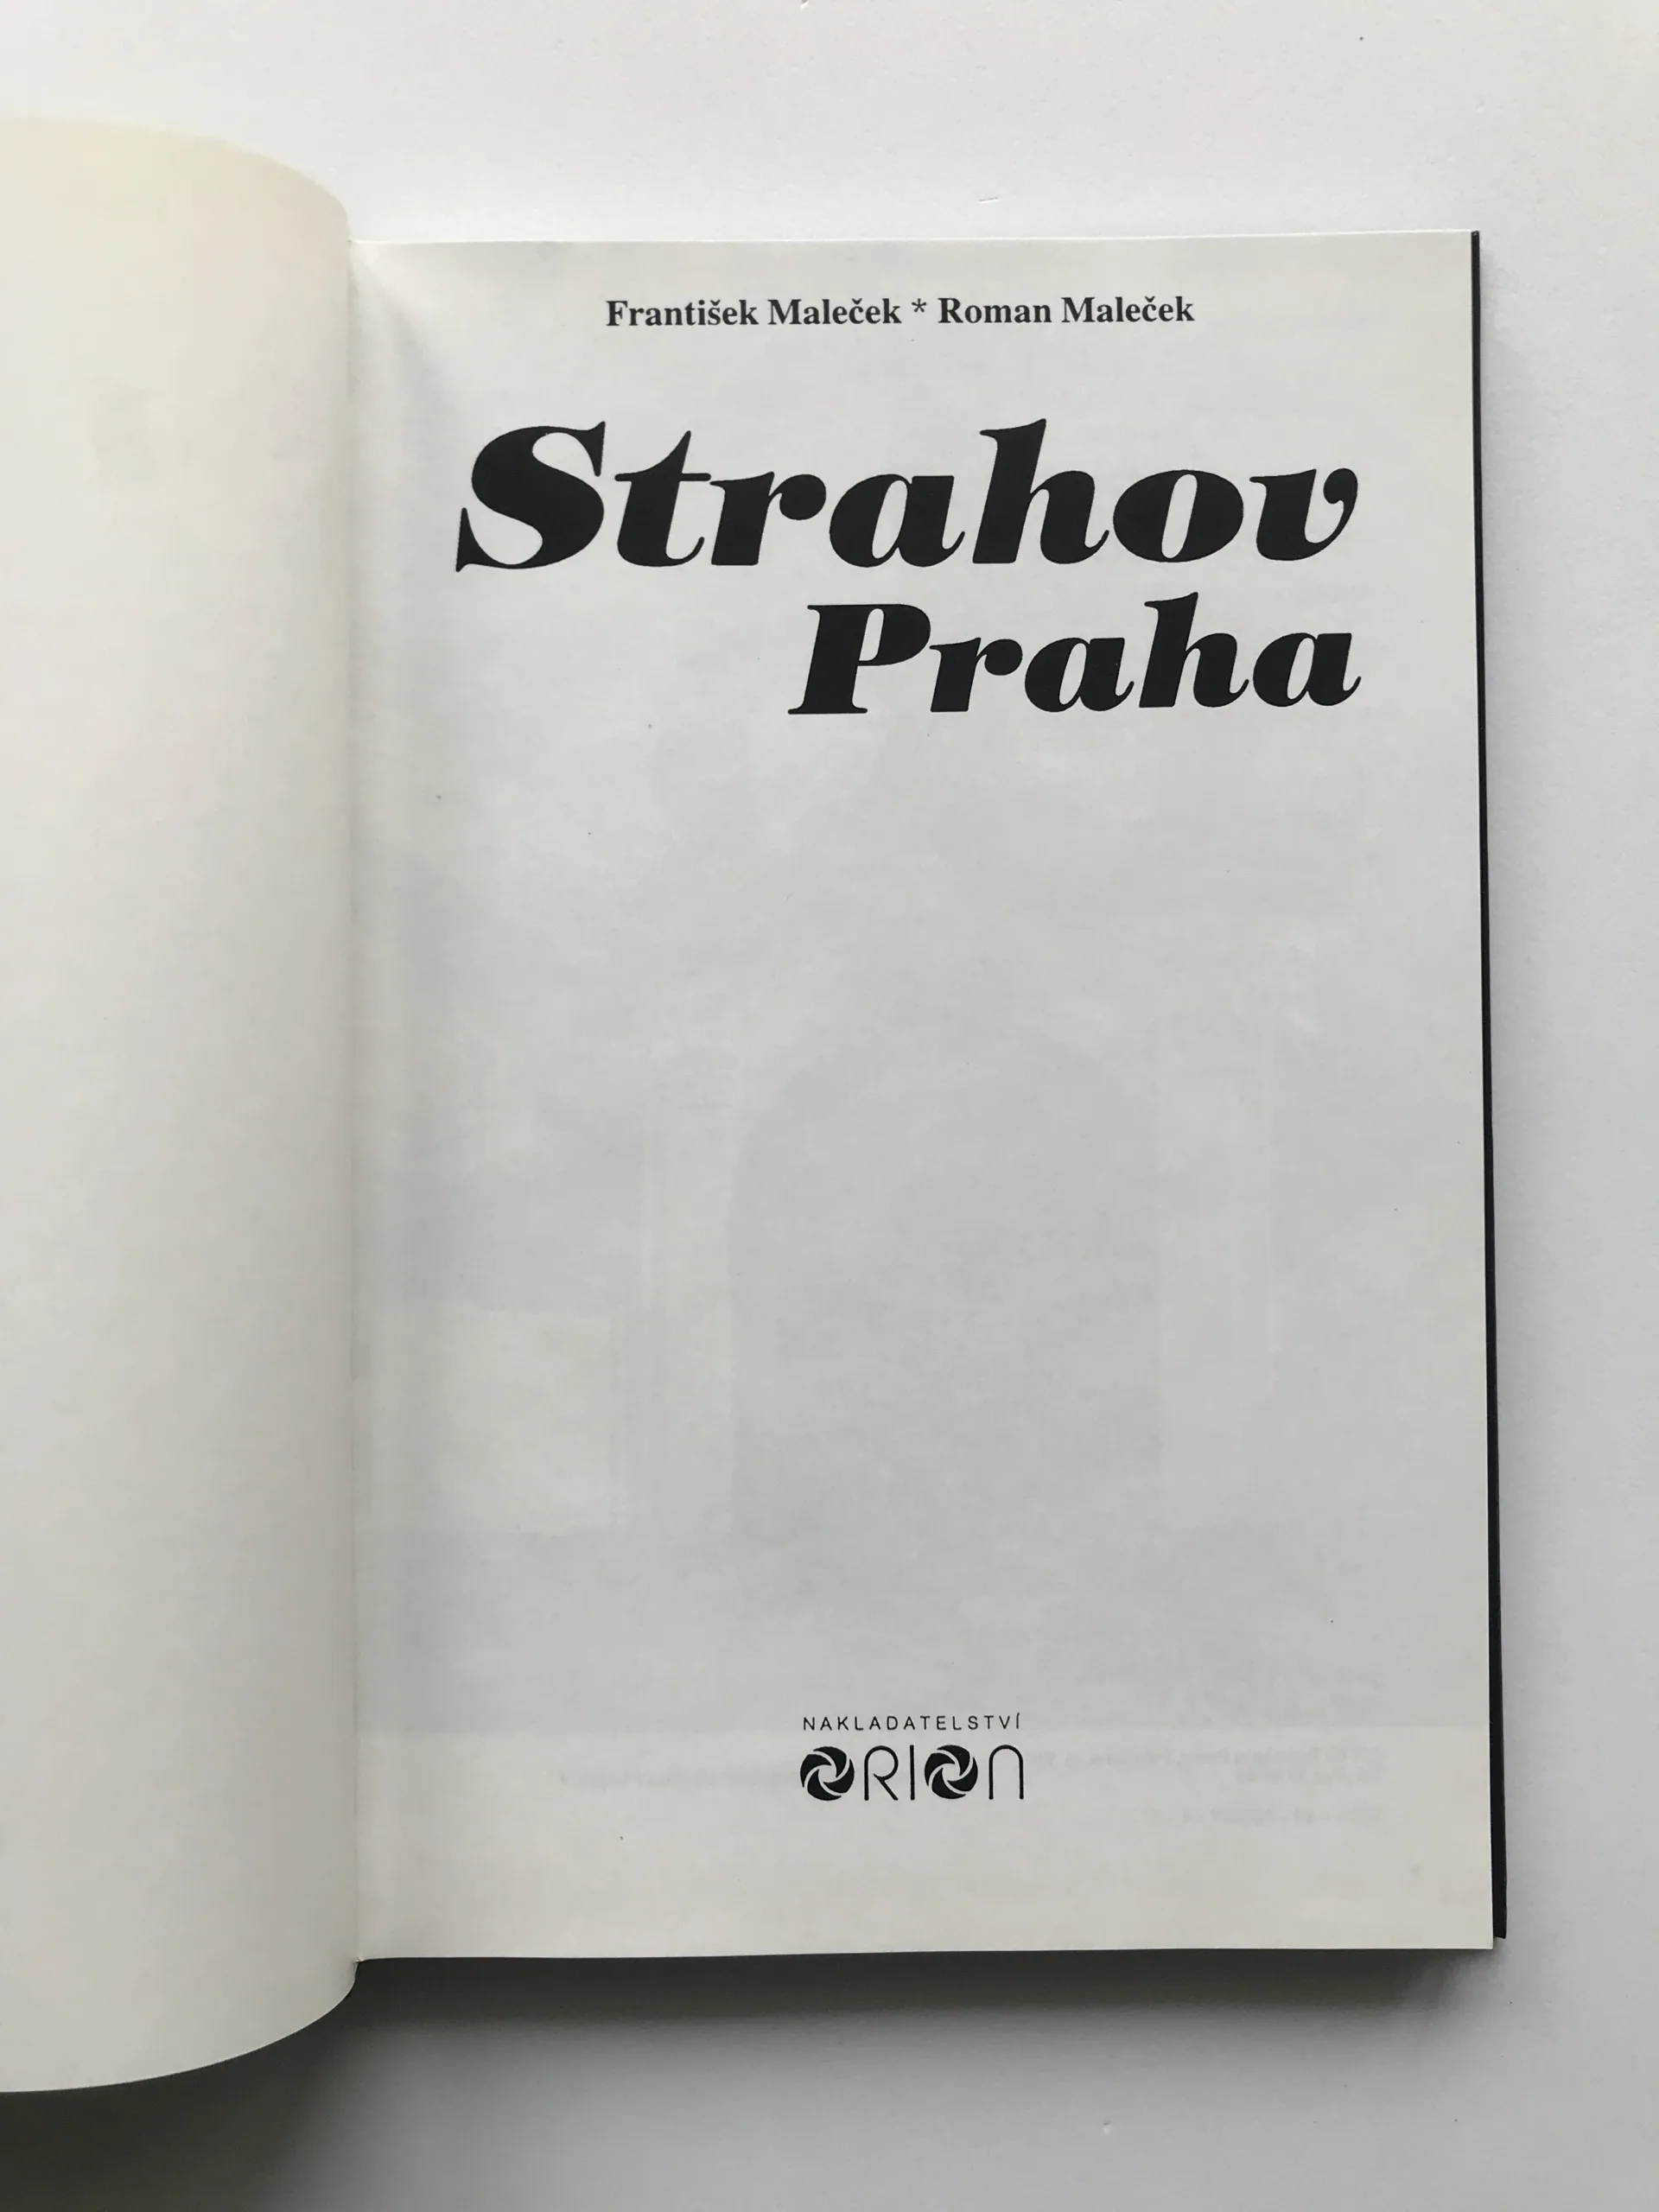 František Maleček * Roman Maleček
Strahov
Praha
NAKLADATELSTVÍ
ORION